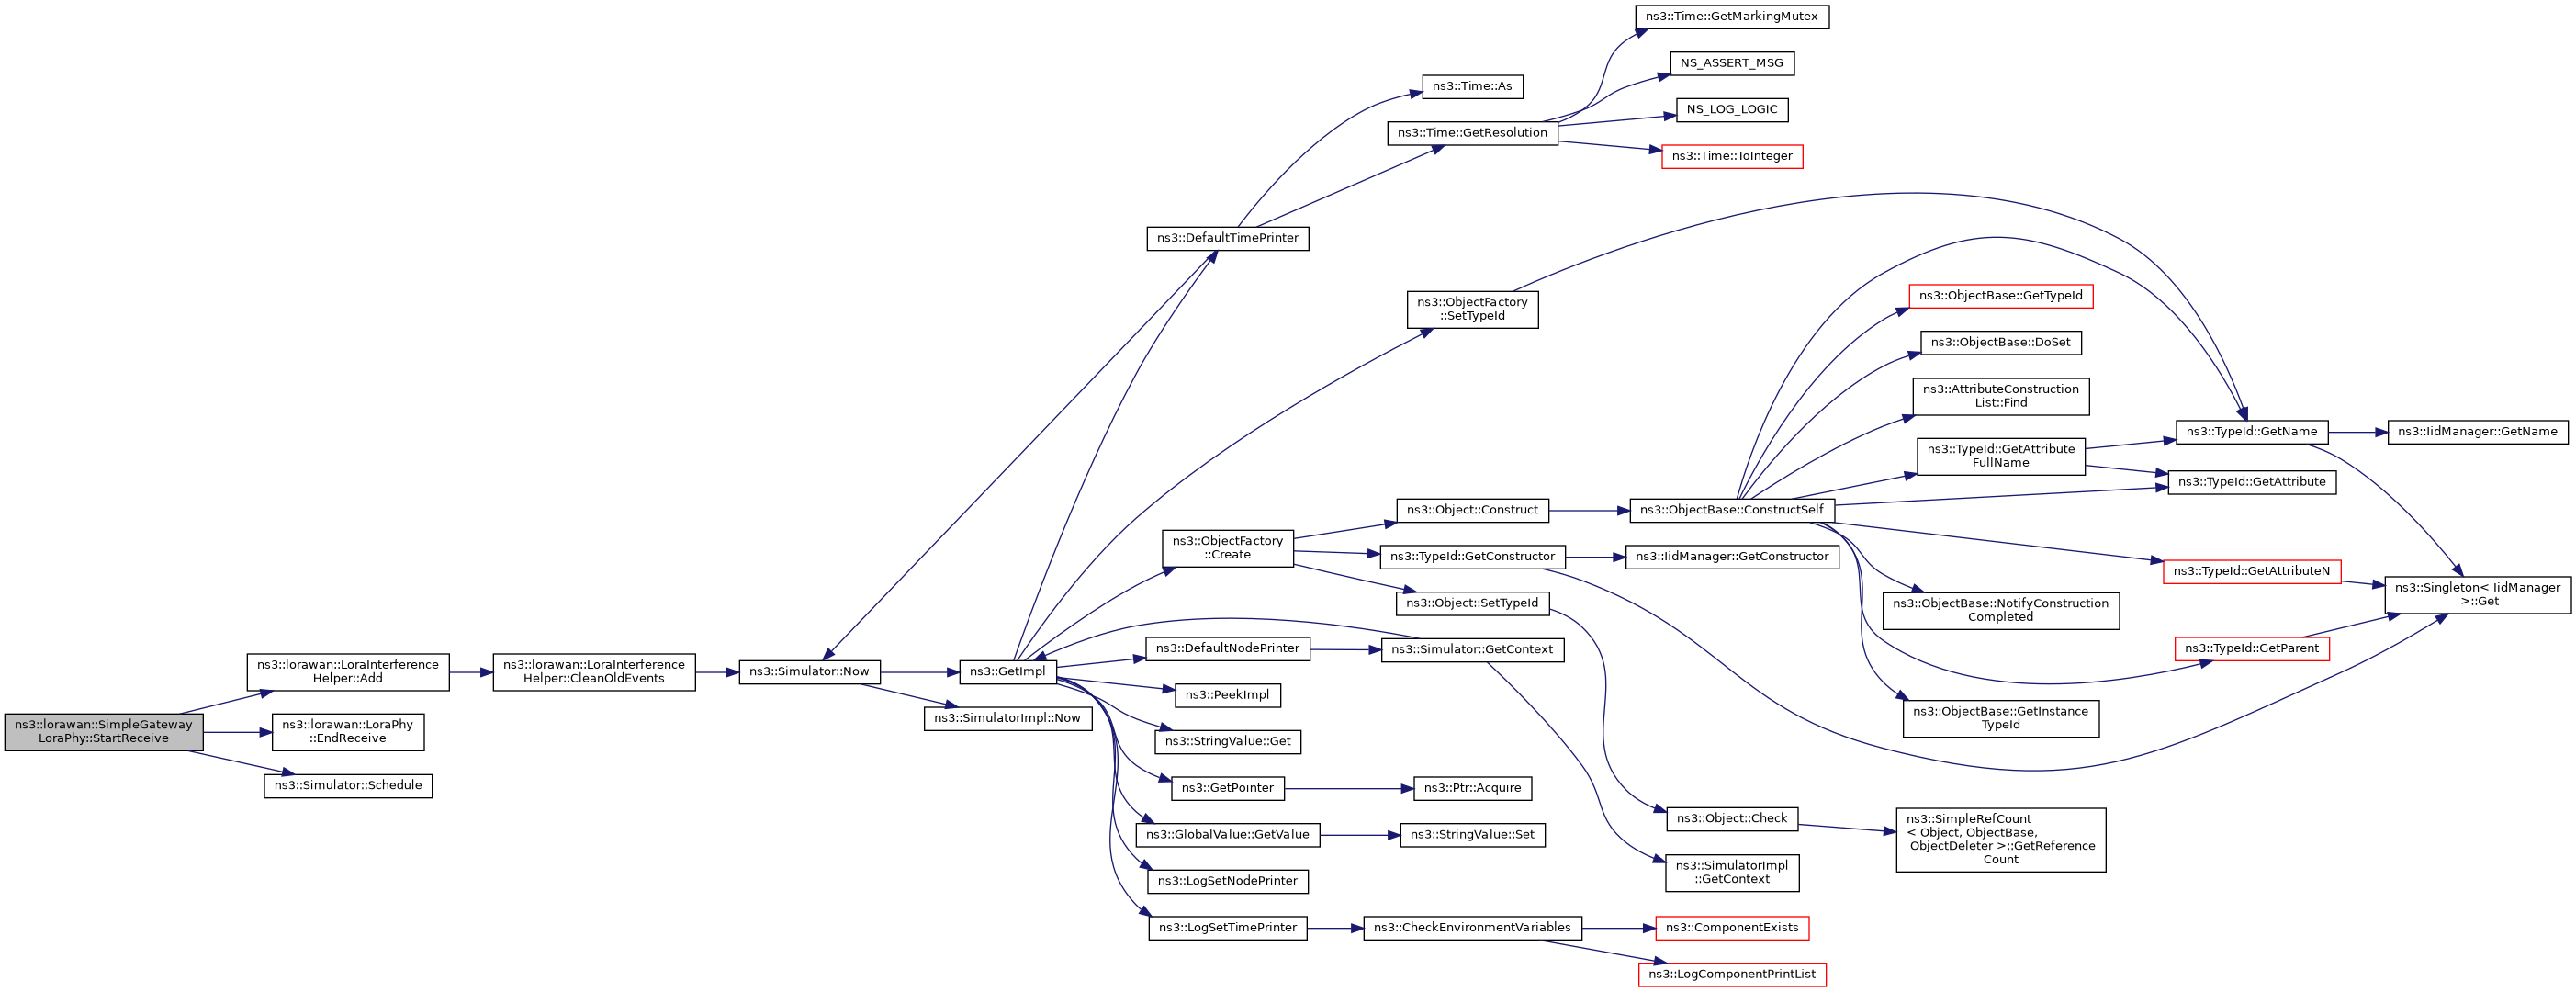 ns3::lorawan::SimpleGateway
LoraPhy::StartReceive
ns3::lorawan::LoraInterference
Helper::Add
ns3::lorawan::LoraPhy
::EndReceive
ns3::Simulator::Schedule
ns3::lorawan::LoraInterference
Helper::CleanOldEvents
ns3::Simulator::Now
ns3::GetImpl
ns3::SimulatorImpl::Now
ns3::DefaultTimePrinter
ns3::Time::As
ns3::Time::GetResolution
ns3::Time::GetMarkingMutex
NS_ASSERT_MSG
NS_LOG_LOGIC
ns3::Time::ToInteger
ns3::ObjectFactory
::SetTypeId
ns3::ObjectFactory
::Create
ns3::Object::Construct
ns3::TypeId::GetConstructor
ns3::Object::SetTypeId
ns3::ObjectBase::ConstructSelf
ns3::IidManager::GetConstructor
ns3::ObjectBase::GetTypeId
ns3::ObjectBase::DoSet
ns3::AttributeConstruction
List::Find
ns3::TypeId::GetAttribute
FullName
ns3::TypeId::GetName
ns3::IidManager::GetName
ns3::TypeId::GetAttribute
ns3::TypeId::GetAttributeN
ns3::Singleton< IidManager
>::Get
ns3::ObjectBase::NotifyConstruction
Completed
ns3::TypeId::GetParent
ns3::ObjectBase::GetInstance
TypeId
ns3::DefaultNodePrinter
ns3::Simulator::GetContext
ns3::PeekImpl
ns3::StringValue::Get
ns3::GetPointer
ns3::Ptr::Acquire
ns3::GlobalValue::GetValue
ns3::StringValue::Set
ns3::LogSetNodePrinter
ns3::LogSetTimePrinter
ns3::CheckEnvironmentVariables
ns3::Object::Check
ns3::SimpleRefCount
< Object, ObjectBase,
ObjectDeleter >::GetReference
Count
ns3::SimulatorImpl
::GetContext
ns3::ComponentExists
ns3::LogComponentPrintList